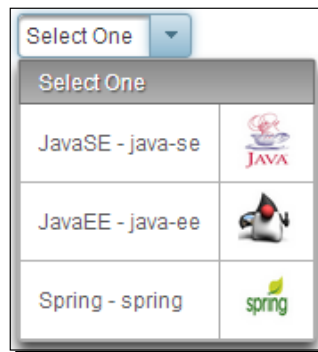 Select One
Select One
JavaSE - java-se
JAVA
JavaEE - java-ee
Spring - spring
spring